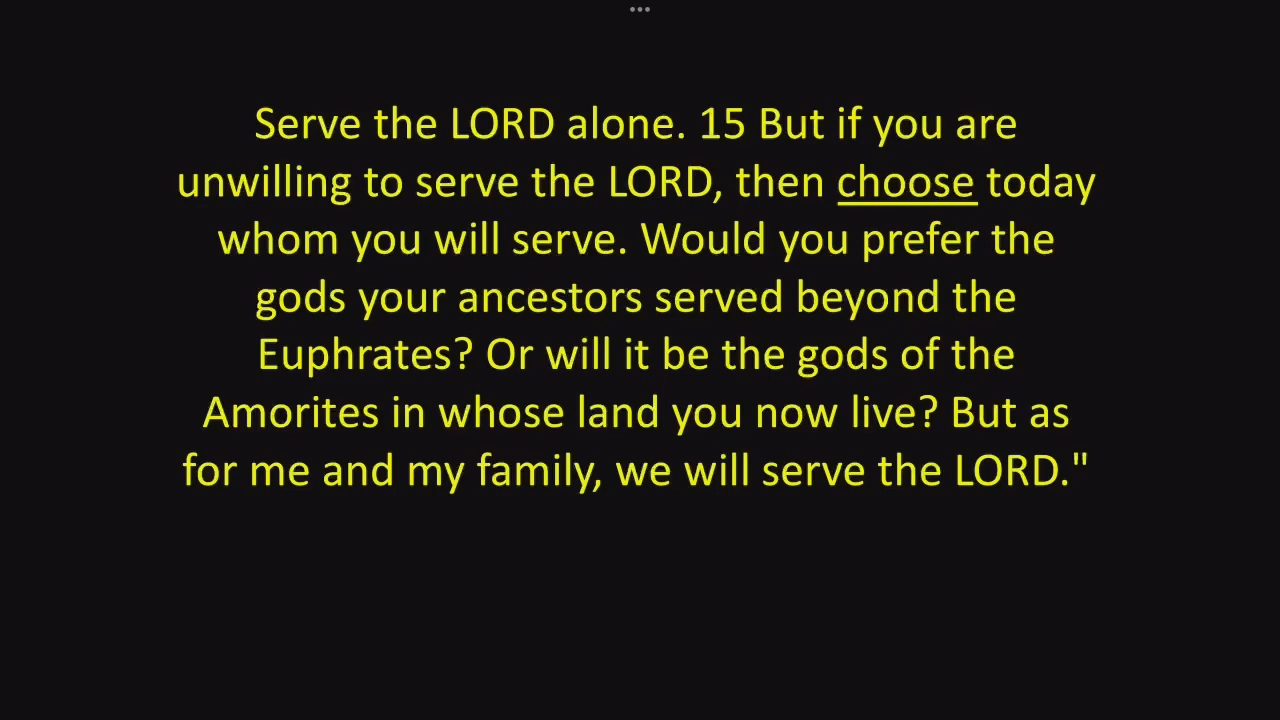 Serve the LORD alone. 15 But if you are
unwilling to serve the LORD, then choose today
whom you will serve. Would you prefer the
gods your ancestors served beyond the
Euphrates? Or will it be the gods of the
Amorites in whose land you now live? But as
for me and my family, we will serve the LORD."